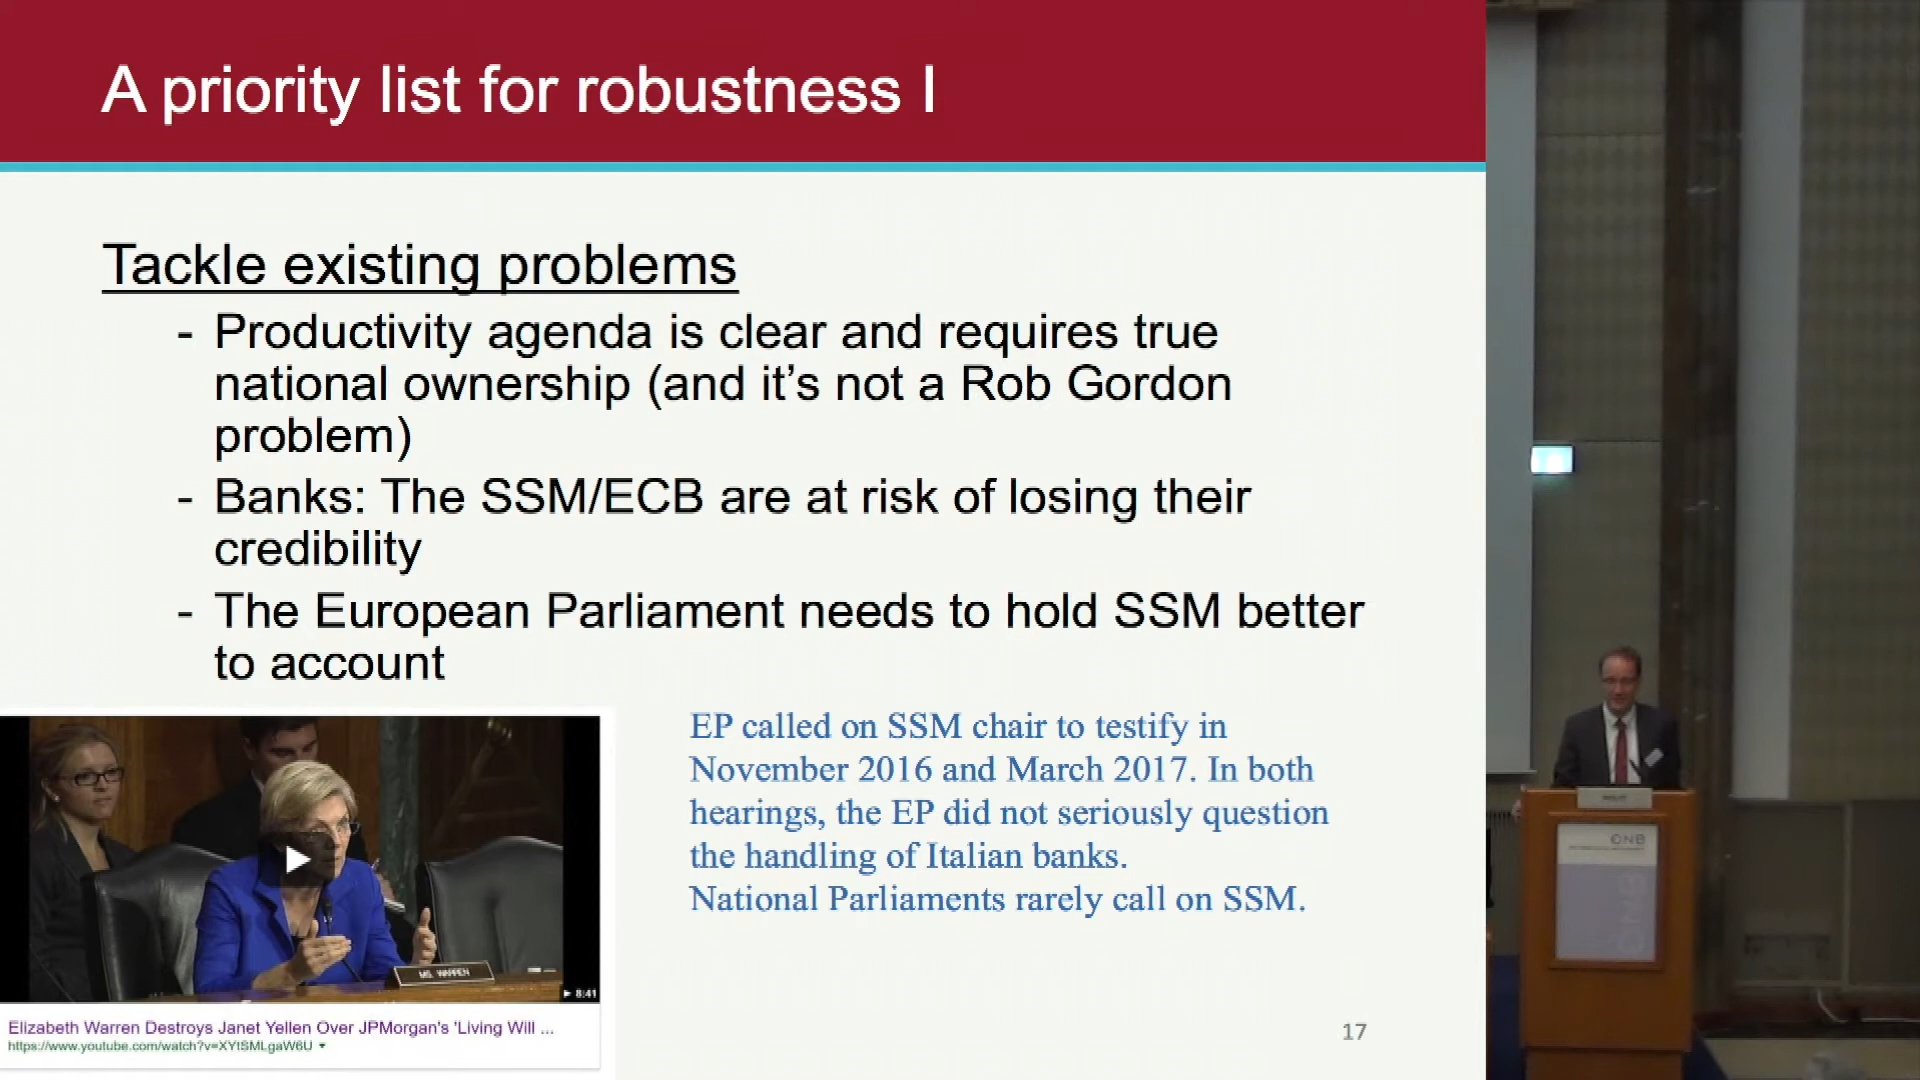 A priority list for robustness I
Tackle existing problems
- Productivity agenda is clear and requires true
national ownership (and it’s not a Rob Gordon
problem)
- Banks: The SSM/ECB are at risk of losing their
credibility
- The European Parliament needs to hold SSM better
to account
EP called on SSM chair to testify in
November 2016 and March 2017. In both
hearings, the EP did not seriously question
the handling of Italian banks.
National Parliaments rarely call on SSM.
MS. WARREN
8:41
Elizabeth Warren Destroys Janet Yellen Over JPMorgan's 'Living Will ...
https://www.youtube.com/watch?v=XYtSMLgaW6U
17
ONB